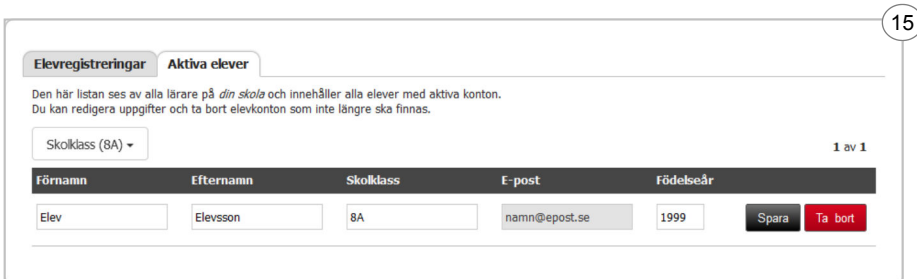 15
Elevregistreringar Aktiva elever
Den här listan ses av alla lärare på din skola och innehåller alla elever med aktiva konton.
Du kan redigera uppgifter och ta bort elevkonton som inte längre ska finnas.
Skolklass (8A)
1 av 1
Förnamn Efternamn Skolklass E-post Födelseår
Elev Elevsson 8A namn@epost.se 1999 Spara Ta bort